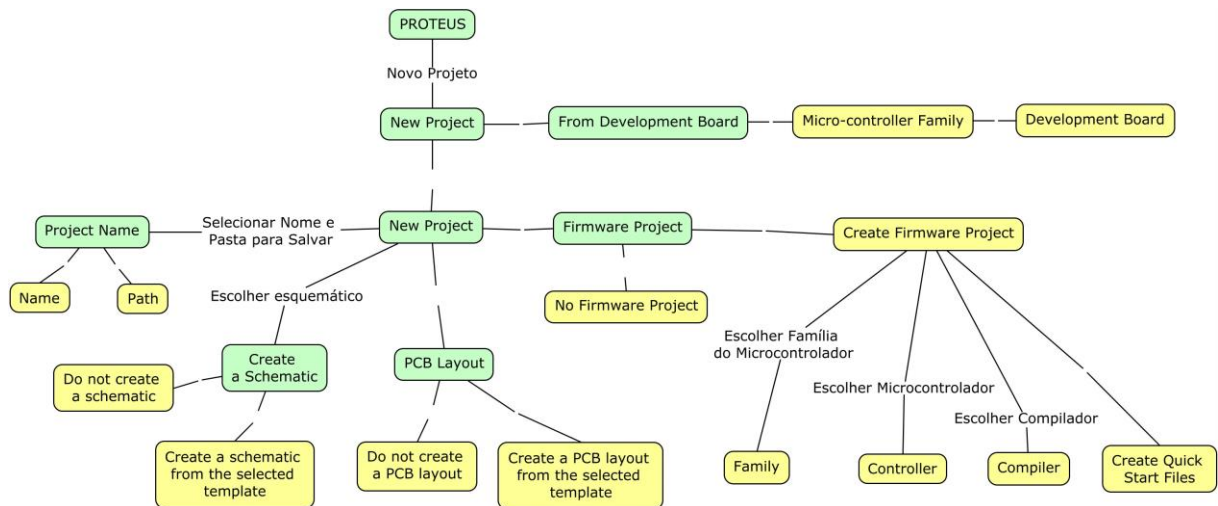 PROTEUS
Novo Projeto
New Project
From Development Board
Micro-controller Family
Development Board
Project Name
Selecionar Nome e
Pasta para Salvar
New Project
Firmware Project
Create Firmware Project
Name
Path
Escolher esquemático
No Firmware Project
Escolher Família
do Microcontrolador
Create
a Schematic
PCB Layout
Do not create
a schematic
Escolher Microcontrolador
Escolher Compilador
Create a schematic
from the selected
template
Do not create
a PCB layout
Create a PCB layout
from the selected
template
Family
Controller
Compiler
Create Quick
Start Files